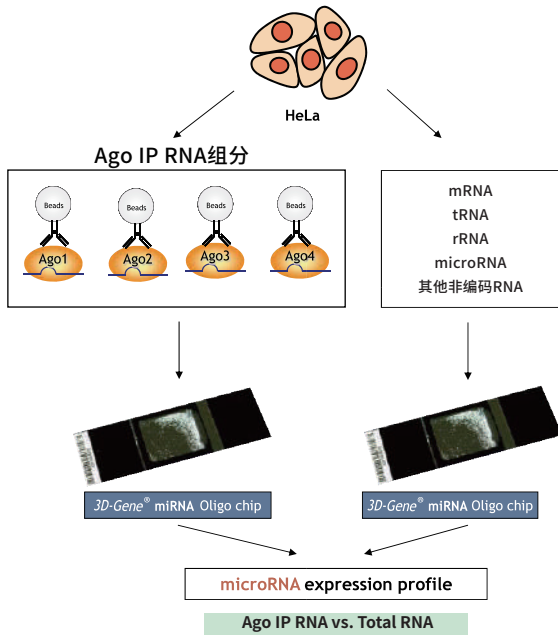 HeLa
Ago IP RNA组分
Beads
Beads
Beads
Beads
Ago1
Ago2
Ago3
Ago4
mRNA
tRNA
rRNA
microRNA
其他非编码RNA
3D-Gene® miRNA Oligo chip
3D-Gene® miRNA Oligo chip
microRNA expression profile
Ago IP RNA vs. Total RNA